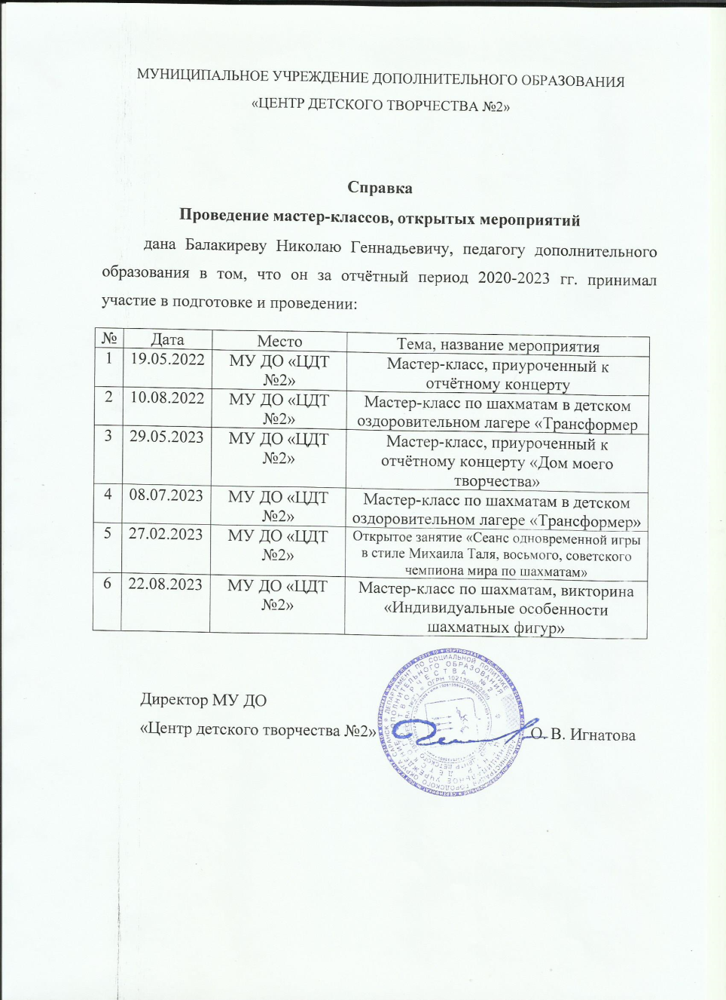 МУНИЦИПАЛЬНОЕ УЧРЕЖДЕНИЕ ДОПОЛНИТЕЛЬНОГО ОБРАЗОВАНИЯ
«ЦЕНТР ДЕТСКОГО ТВОРЧЕСТВА №2»
Справка
Проведение мастер-классов, открытых мероприятий
дана Балакиреву Николаю Геннадьевичу, педагогу дополнительного
образования в том, что он за отчётный период 2020-2023 гг. принимал
участие в подготовке и проведении:
№ Дата Место Тема, название мероприятия
1 19.05.2022 МУ ДО «ЦДТ Мастер-класс, приуроченный к
№2» отчётному концерту
2 10.08.2022 МУ ДО «ЦДТ Мастер-класс по шахматам в детском
№2» оздоровительном лагере «Трансформер
3 29.05.2023 МУ ДО «ЦДТ Мастер-класс, приуроченный к
№2» отчётному концерту «Дом моего
творчества»
4 08.07.2023 МУ ДО «ЦДТ Мастер-класс по шахматам в детском
№2» оздоровительном лагере «Трансформер»
5 27.02.2023 МУ ДО «ЦДТ Открытое занятие «Сеанс одновременной игры
№2» в стиле Михаила Таля, восьмого, советского
чемпиона мира по шахматам»
6 22.08.2023 МУ ДО «ЦДТ Мастер-класс по шахматам, викторина
№2» «Индивидуальные особенности
шахматных фигур»
Директор МУ ДО
«Центр детского творчества №2» О. В. Игнатова